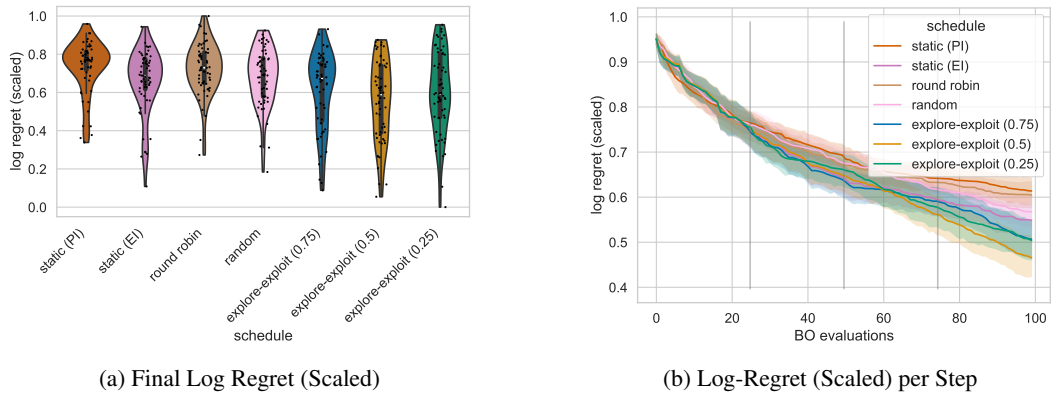 1.0
0.8
0.6
0.4
0.2
0.0
log regret (scaled)
static (PI)
static (EI)
round robin
random
explore-exploit (0.75)
explore-exploit (0.5)
explore-exploit (0.25)
schedule
(a) Final Log Regret (Scaled)
1.0
0.9
0.8
0.7
0.6
0.5
0.4
log regret (scaled)
schedule
static (PI)
static (EI)
round robin
random
explore-exploit (0.75)
explore-exploit (0.5)
explore-exploit (0.25)
0 20 40 60 80 100
BO evaluations
(b) Log-Regret (Scaled) per Step